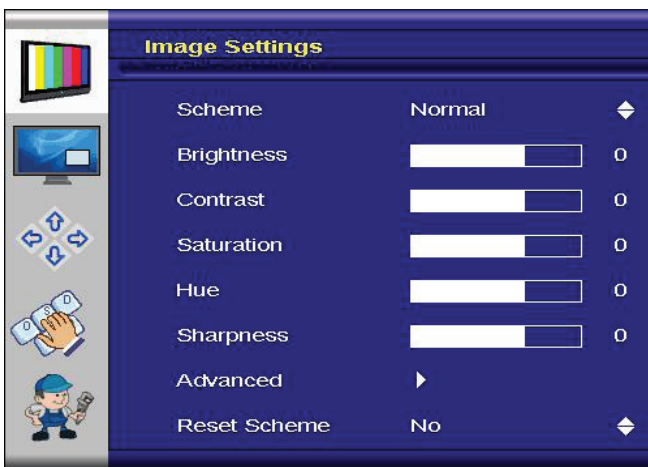 Image Settings
Scheme Normal
Brightness 0
Contrast 0
Saturation 0
Hue 0
Sharpness 0
Advanced
Reset Scheme No
O S D